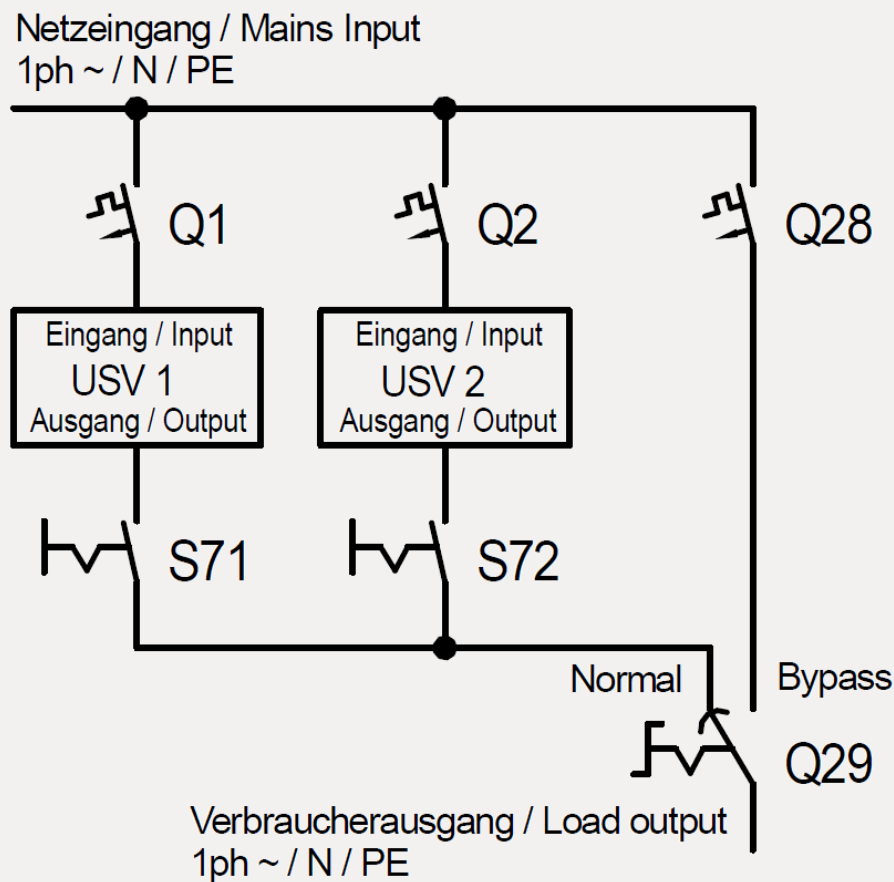 Netzeingang / Mains Input
1ph ~ / N / PE
Q1
Q2
Q28
Eingang / Input
USV 1
Ausgang / Output
Eingang / Input
USV 2
Ausgang / Output
S71
S72
Normal
Bypass
Q29
Verbraucherausgang / Load output
1ph ~ / N / PE